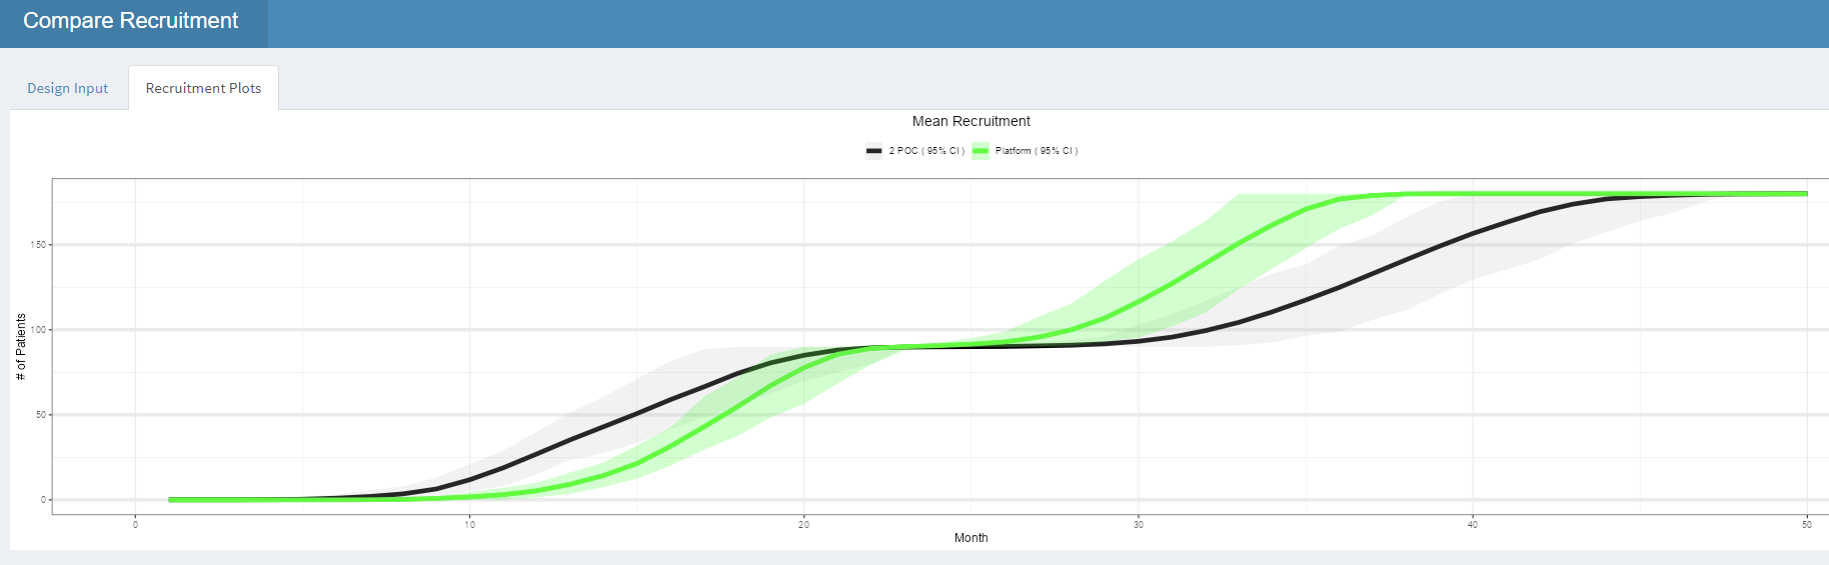 Compare Recruitment
Design Input
Recruitment Plots
Mean Recruitment
2 POC ( 95% CI )
Platform ( 95% CI )
# of Patients
150
100
50
0
0
10
20
30
40
50
Month